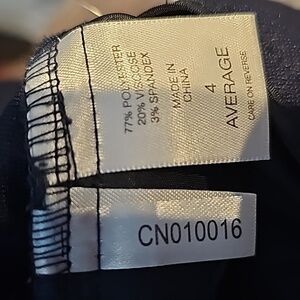 77% POLYESTER
20% VISCOSE
3% SPANDEX
MADE IN
CHINA
4
AVERAGE
CARE ON REVERSE
CN010016